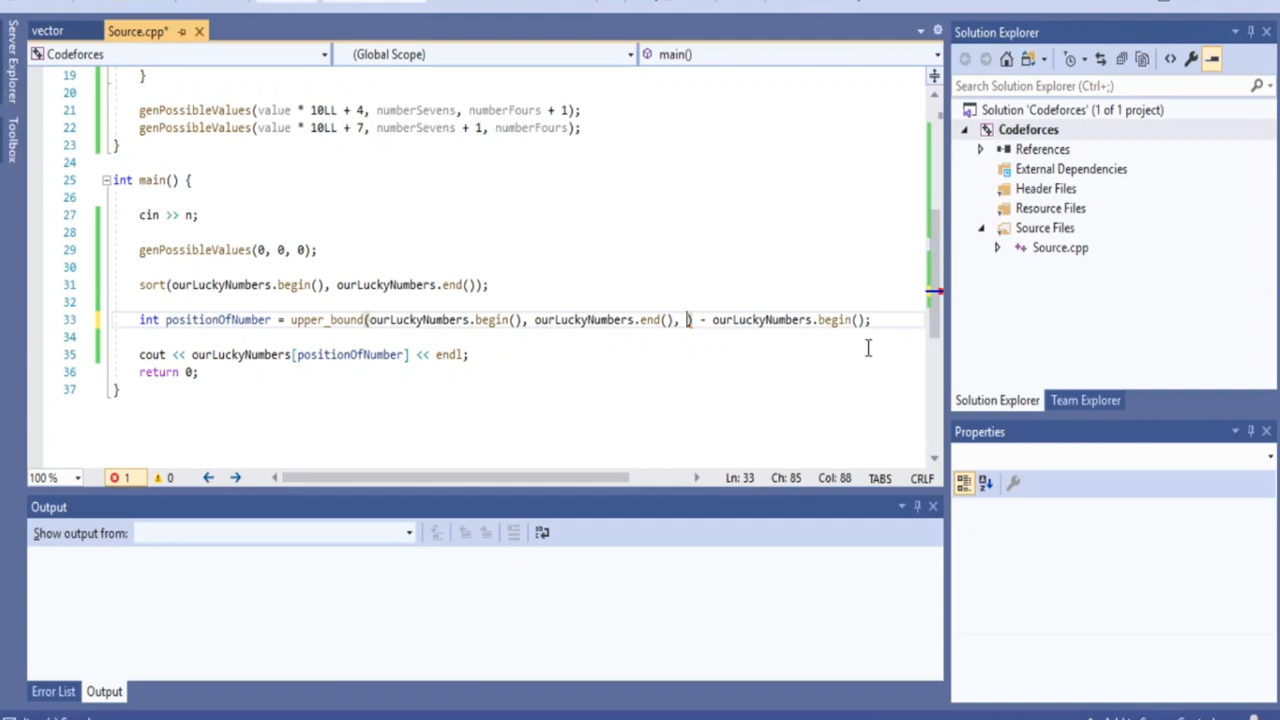 Server Explorer
Toolbox
vector
Source.cpp*
Codeforces
(Global Scope)
main()
19 }
20
21 genPossibleValues(value * 10LL + 4, numberSevens, numberFours + 1);
22 genPossibleValues(value * 10LL + 7, numberSevens + 1, numberFours);
23 }
24
25 int main() {
26
27 cin >> n;
28
29 genPossibleValues(0, 0, 0);
30
31 sort(ourLuckyNumbers.begin(), ourLuckyNumbers.end());
32
33 int positionOfNumber = upper_bound(ourLuckyNumbers.begin(), ourLuckyNumbers.end(), ) - ourLuckyNumbers.begin();
34
35 cout << ourLuckyNumbers[positionOfNumber] << endl;
36 return 0;
37 }
100 %
1
0
Ln: 33 Ch: 85 Col: 88 TABS CRLF
Output
Show output from:
Error List
Output
Solution Explorer
Search Solution Explorer (Ctrl+;)
Solution 'Codeforces' (1 of 1 project)
Codeforces
References
External Dependencies
Header Files
Resource Files
Source Files
Source.cpp
Solution Explorer
Team Explorer
Properties